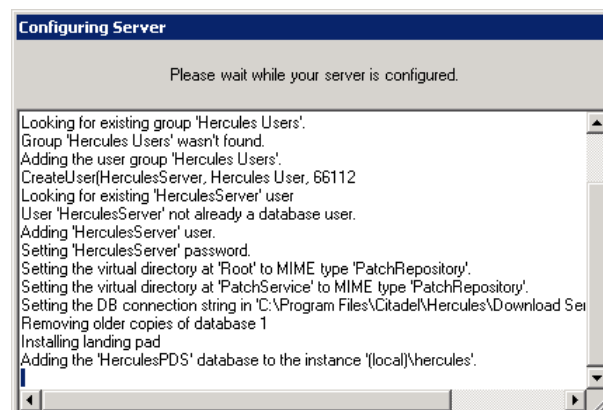 Configuring Server
Please wait while your server is configured.
Looking for existing group 'Hercules Users'.
Group 'Hercules Users' wasn't found.
Adding the user group 'Hercules Users'.
CreateUser(HerculesServer, Hercules User, 66112
Looking for existing 'HerculesServer' user
User 'HerculesServer' not already a database user.
Adding 'HerculesServer' user.
Setting 'HerculesServer' password.
Setting the virtual directory at 'Root' to MIME type 'PatchRepository'.
Setting the virtual directory at 'PatchService' to MIME type 'PatchRepository'.
Setting the DB connection string in 'C:\Program Files\Citadel\Hercules\Download Ser
Removing older copies of database 1
Installing landing pad
Adding the 'HerculesPDS' database to the instance '(local)\hercules'.